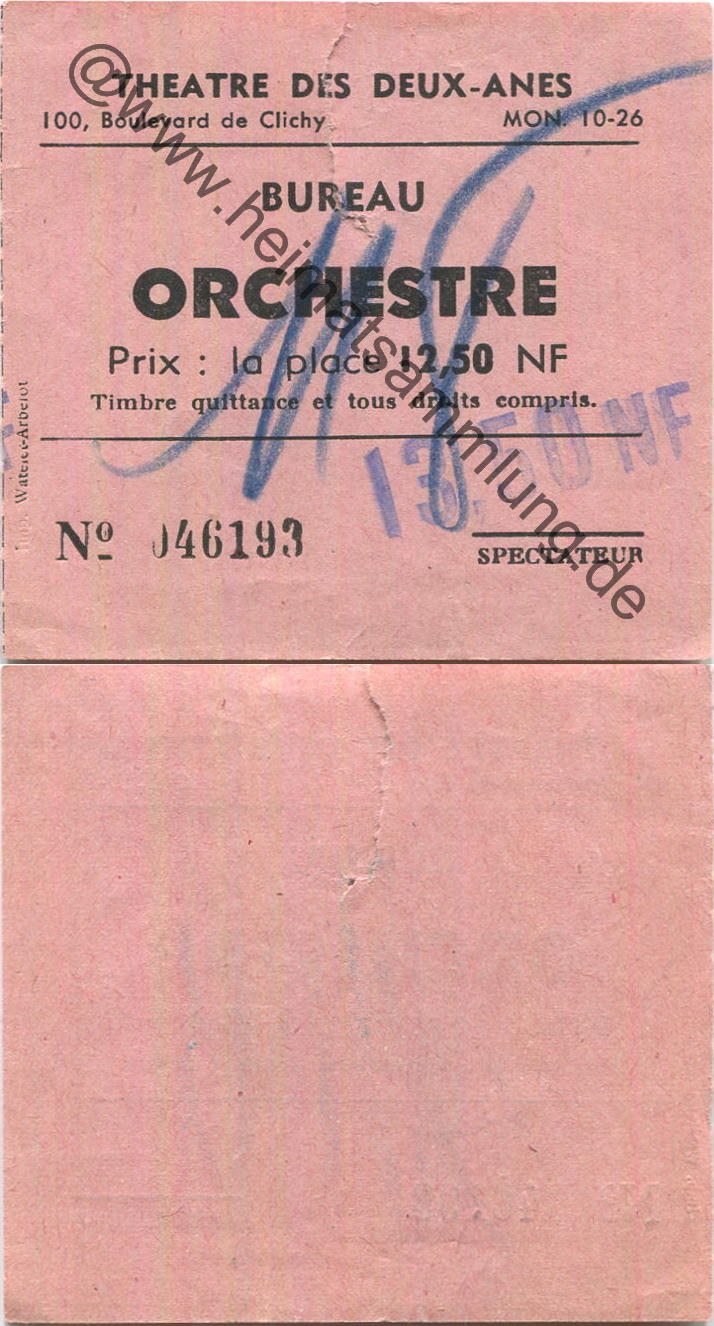 THEATRE DES DEUX-ANES
100, Boulevard de Clichy MON. 10-26
BUREAU
ORCHESTRE
Prix : la place 12,50 NF
Timbre quittance et tous droits compris.
13,50 NF
Nº 046193
SPECTATEUR
Imp. Watelet-Arbelot
@www.heimatsammlung.de